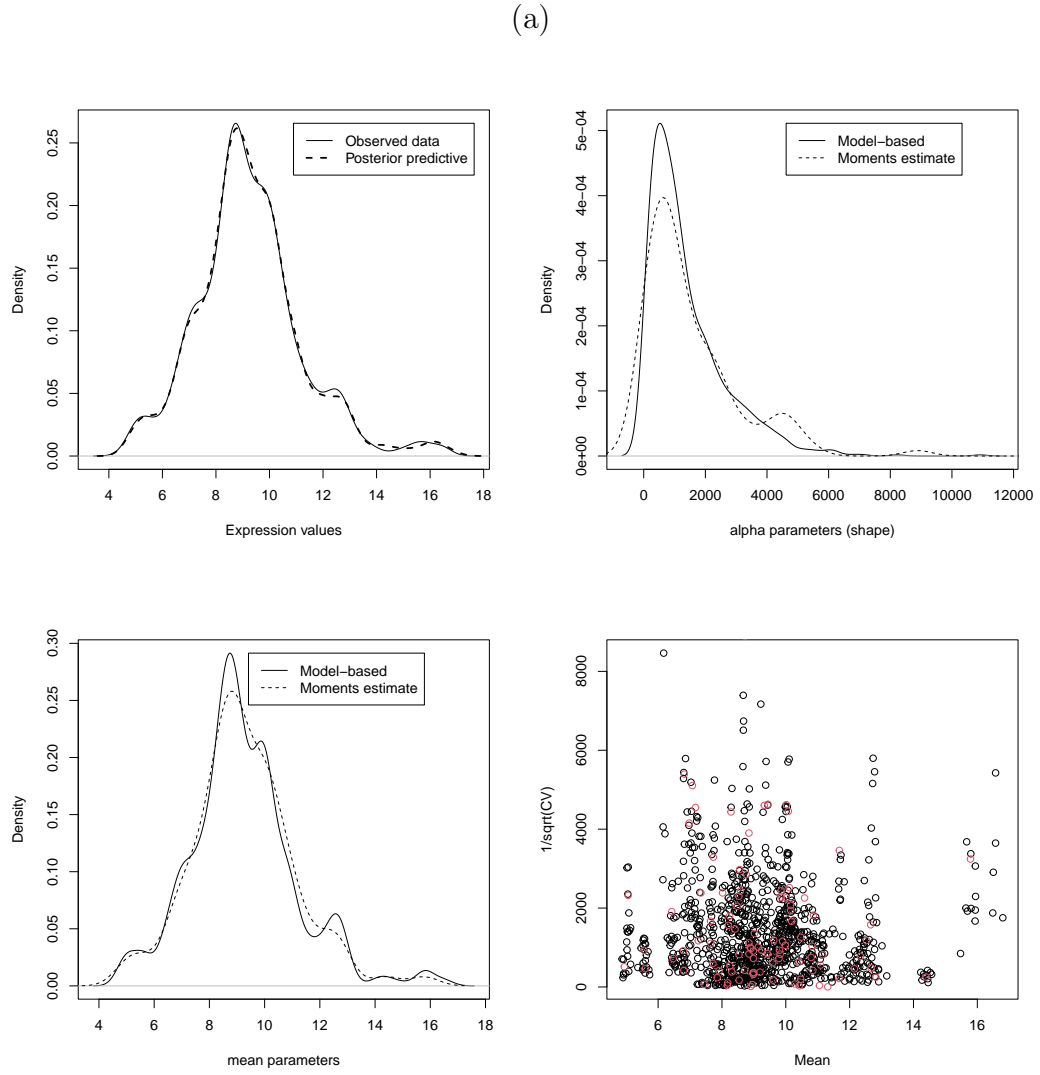 (a)
Observed data
Posterior predictive
0.00 0.05 0.10 0.15 0.20 0.25
Density
4 6 8 10 12 14 16 18
Expression values
Model−based
Moments estimate
0e+00 1e−04 2e−04 3e−04 4e−04 5e−04
Density
0 2000 4000 6000 8000 10000 12000
alpha parameters (shape)
Model−based
Moments estimate
0.00 0.05 0.10 0.15 0.20 0.25 0.30
Density
4 6 8 10 12 14 16 18
mean parameters
0 2000 4000 6000 8000
1/sqrt(CV)
6 8 10 12 14 16
Mean